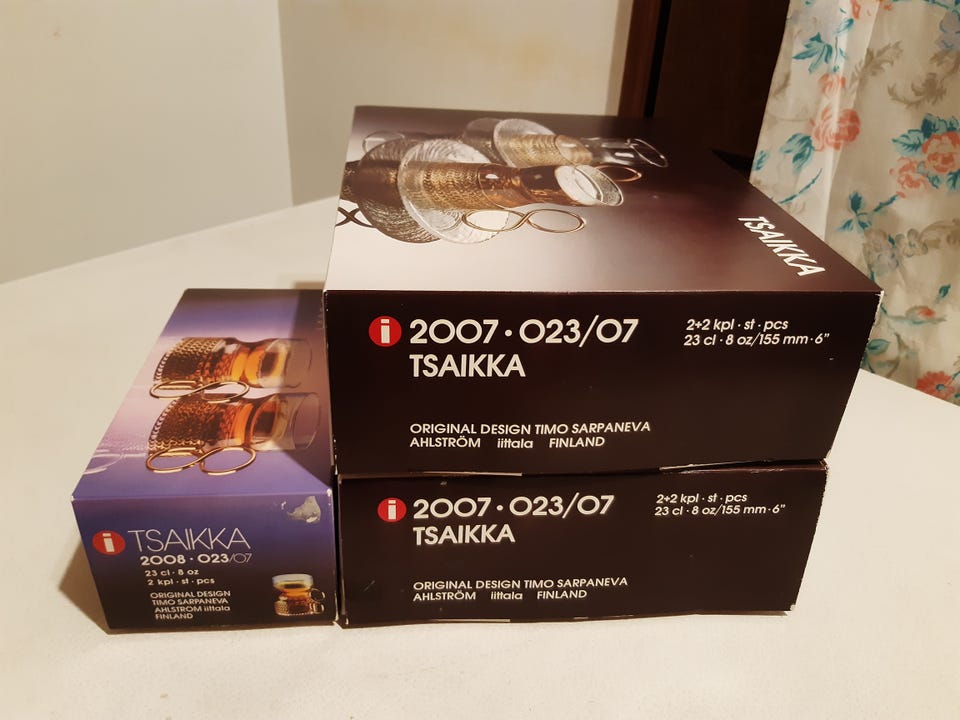 TSAIKKA
i 2007 · 023/07
TSAIKKA
2+2 kpl · st · pcs
23 cl · 8 oz/155 mm · 6”
ORIGINAL DESIGN TIMO SARPANEVA
AHLSTRÖM iittala FINLAND
i 2007 · 023/07
TSAIKKA
2+2 kpl · st · pcs
23 cl · 8 oz/155 mm · 6”
ORIGINAL DESIGN TIMO SARPANEVA
AHLSTRÖM iittala FINLAND
i TSAIKKA
2008 · 023/07
23 cl · 8 oz
2 kpl · st · pcs
ORIGINAL DESIGN
TIMO SARPANEVA
AHLSTRÖM iittala
FINLAND